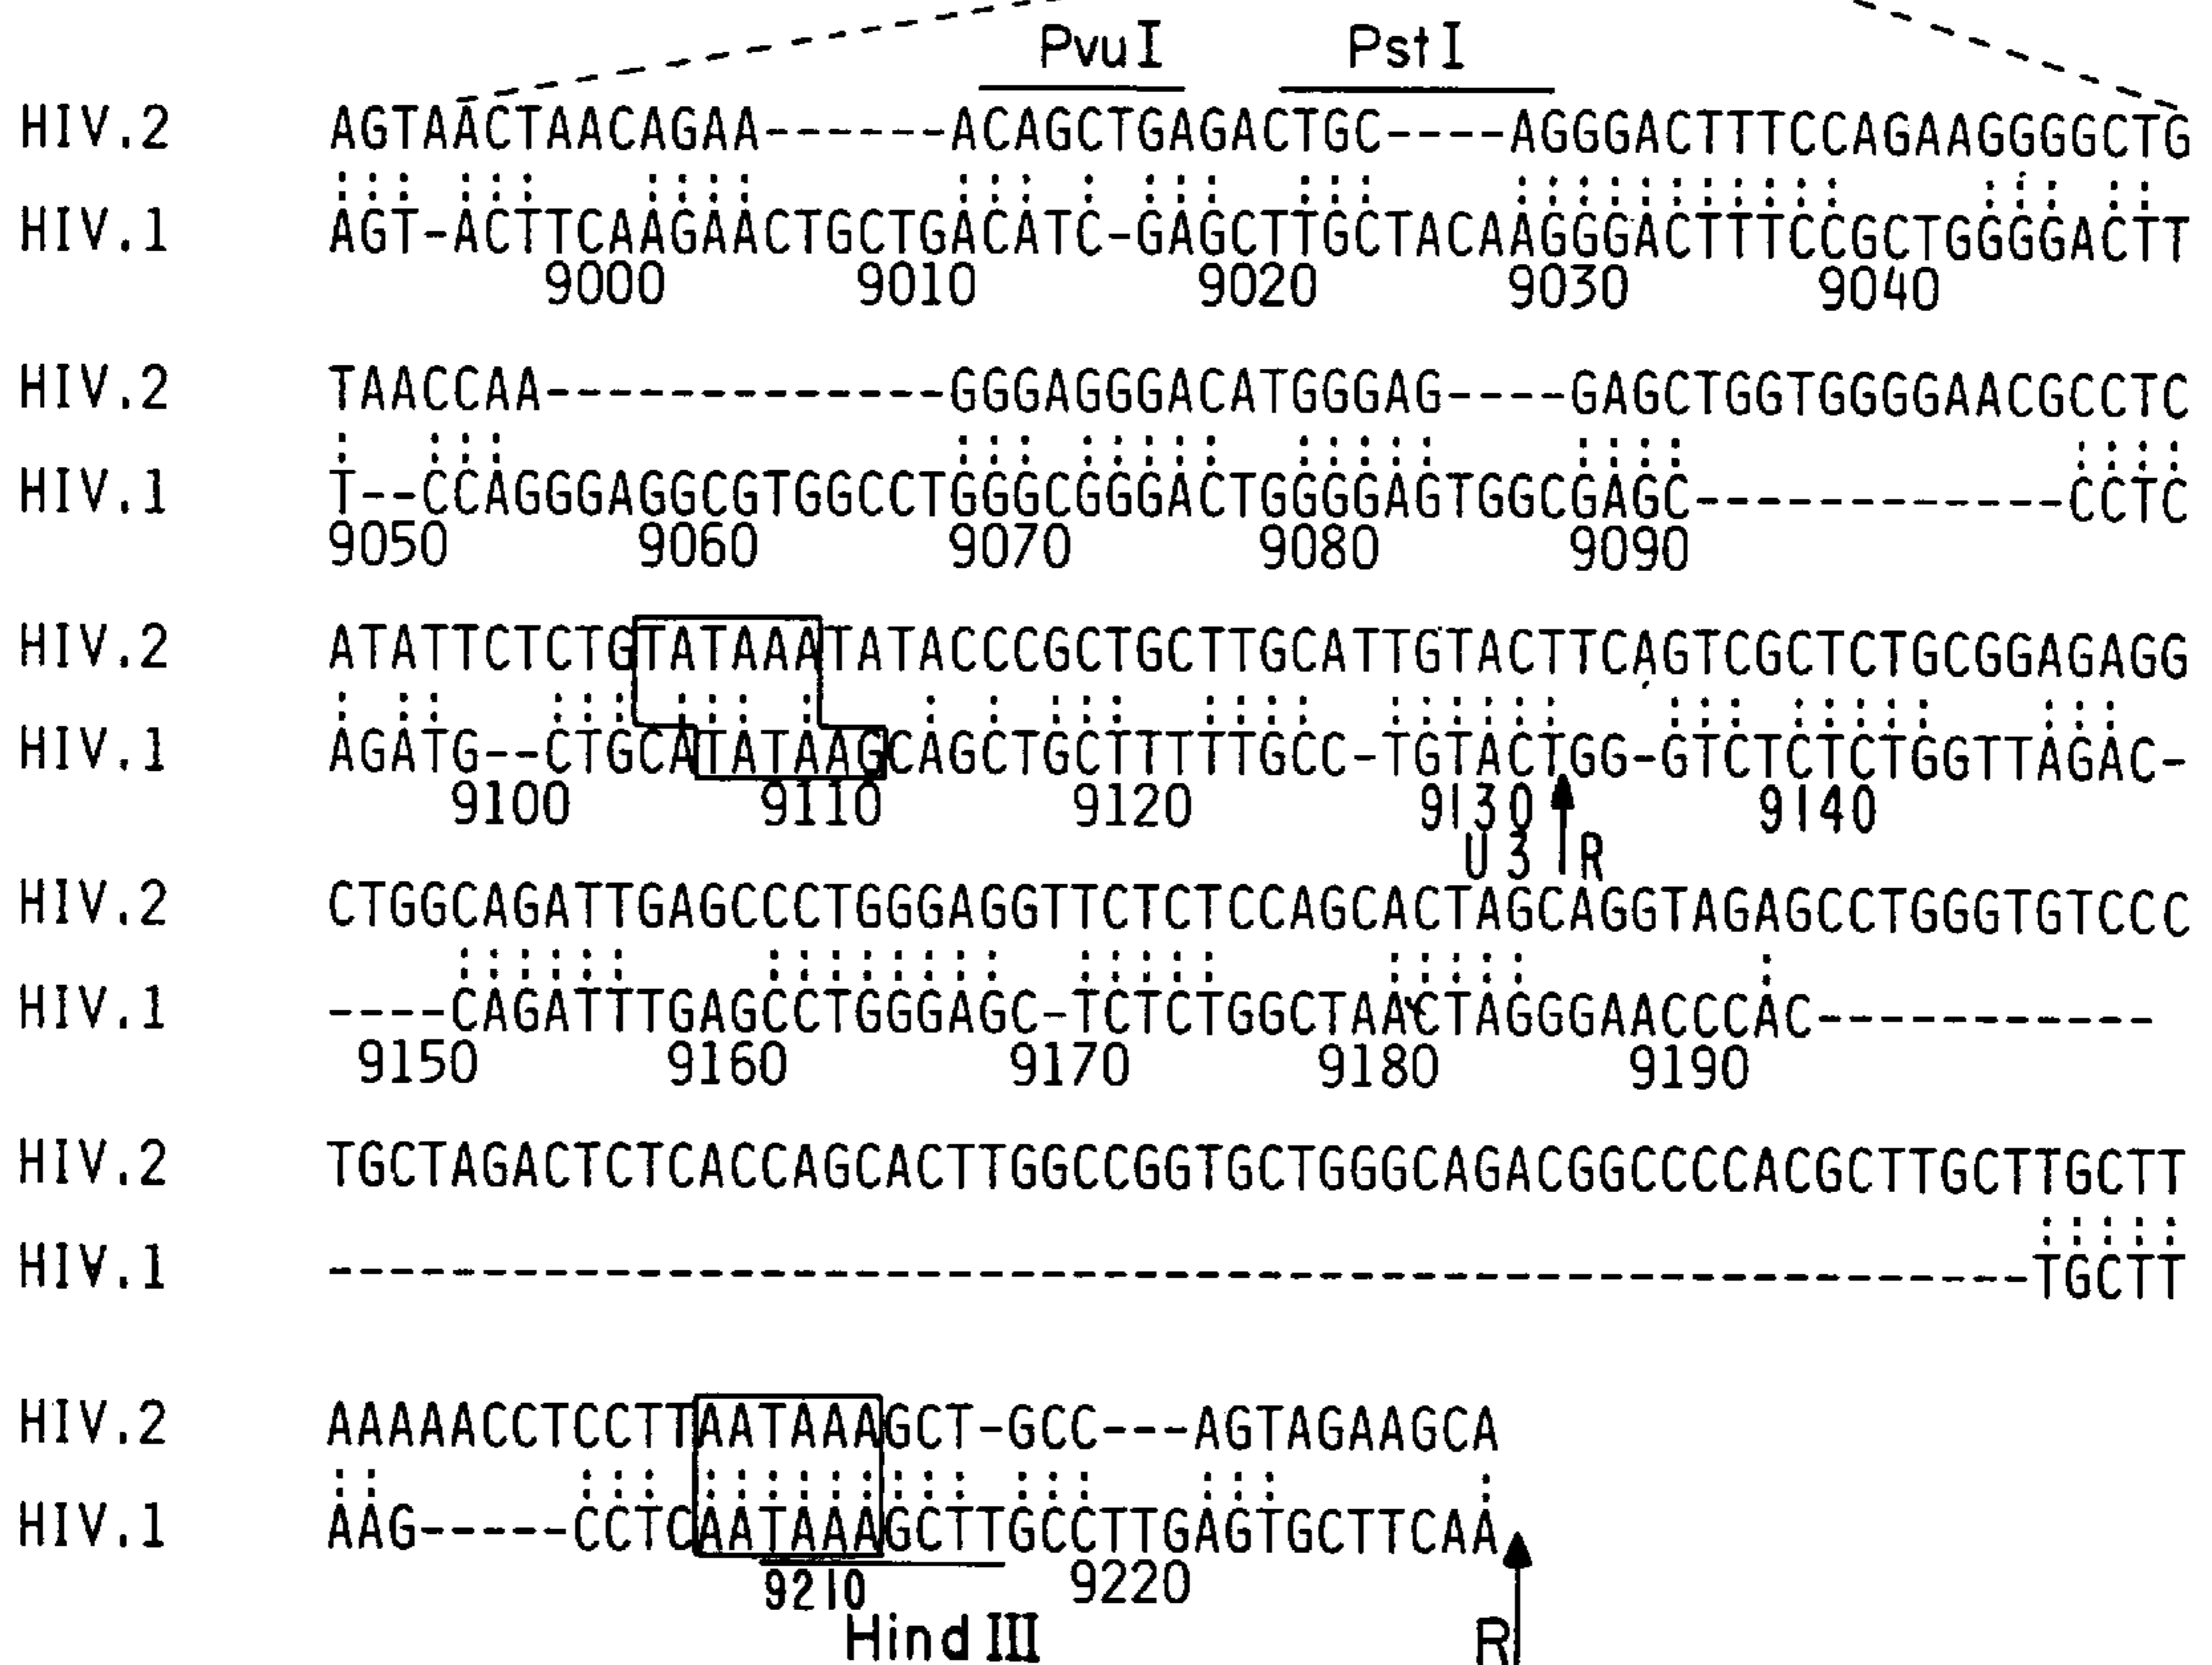 PvuI PstI
HIV.2 AGTAACTAACAGAA------ACAGCTGAGACTGC----AGGGACTTTCCAGAAGGGGCTG
HIV.1 AGT-ACTTCAAGAACTGCTGACATC-GAGCTTGCTACAAGGGACTTTCCGCTGGGGACTT
9000 9010 9020 9030 9040
HIV.2 TAACCAA-------------GGGAGGGACATGGGAG----GAGCTGGTGGGGAACGCCTC
HIV.1 T--CCAGGGAGGCGTGGCCTGGGCGGGACTGGGGAGTGGCGAGC------------CCTC
9050 9060 9070 9080 9090
HIV.2 ATATTCTCTGTATAAATATACCCGCTGCTTGCATTGTACTTCAGTCGCTCTGCGGAGAGG
HIV.1 AGATG--CTGCATATAAGCAGCTGCTTTTTGCC-TGTACTGG-GTCTCTCTGGTTAGAC-
9100 9110 9120 9130 9140
U3 R
HIV.2 CTGGCAGATTGAGCCCTGGGAGGTTCTCTCCAGCACTAGCAGGTAGAGCCTGGGTGTCCC
HIV.1 ----CAGATTTGAGCCTGGGAGC-TCTCTGGCTAACTAGGGAACCCAC-----------
9150 9160 9170 9180 9190
HIV.2 TGCTAGACTCTCACCAGCACTTGGCCGGTGCTGGGCAGACGGCCCCACGCTTGCTTGCTT
HIV.1 -------------------------------------------------------TGCTT
HIV.2 AAAAACCTCCTTAATAAAGCT-GCC---AGTAGAAGCA
HIV.1 AAG-----CCTCAATAAAGCTTGCCTTGAGTGCTTCAA
9210 9220
Hind III R